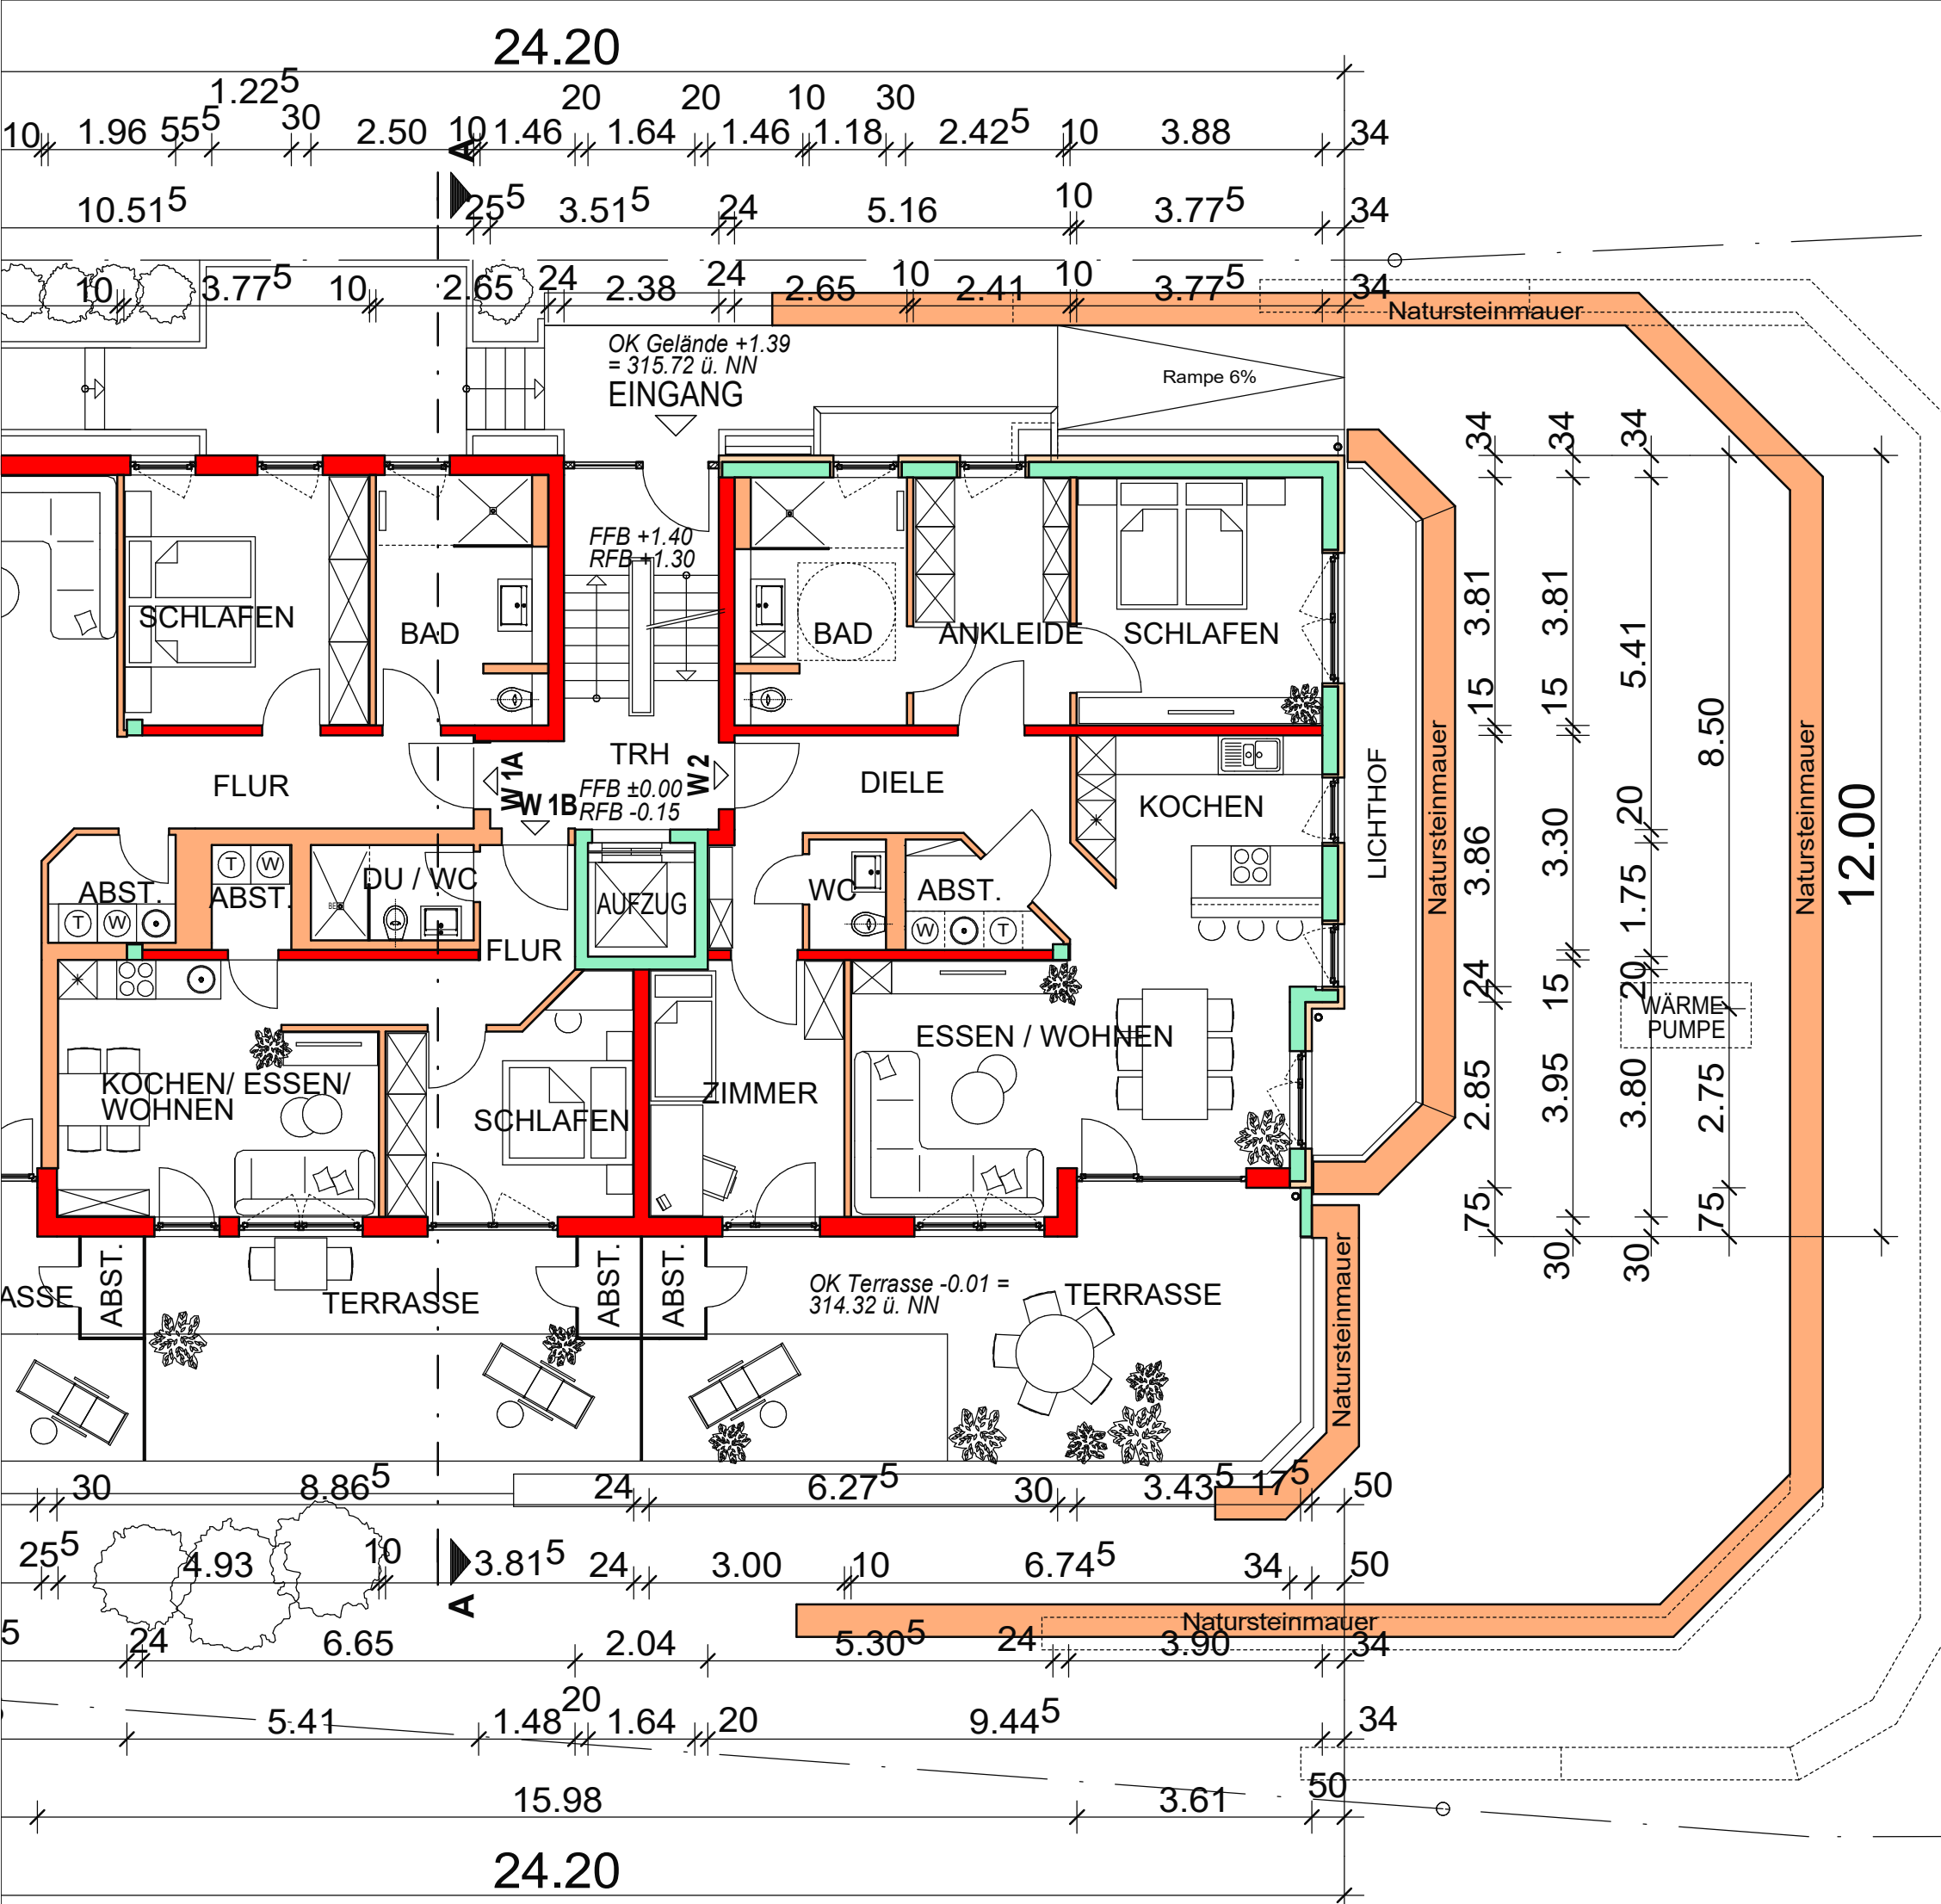 24.20
1.22⁵ 20 20 10 30
10 1.96 55⁵ 30 2.50 10 1.46 1.64 1.46 1.18 2.42⁵ 10 3.88 34
A
10.51⁵ 25⁵ 3.51⁵ 24 5.16 10 3.77⁵ 34
10 3.77⁵ 10 2.65 24 2.38 24 2.65 10 2.41 10 3.77⁵ 34
Natursteinmauer
OK Gelände +1.39
= 315.72 ü. NN
EINGANG
Rampe 6%
FFB +1.40
RFB +1.30
SCHLAFEN
BAD
BAD
ANKLEIDE
SCHLAFEN
FLUR
TRH
FFB ±0.00
RFB -0.15
W 1A
W 1B
W 2
DIELE
KOCHEN
LICHTHOF
Natursteinmauer
Natursteinmauer
34 3.81 15 3.86 24 2.85 75
34 3.81 15 3.30 15 3.95 30
34 5.41 20 1.75 20 3.80 30
8.50 2.75 75
12.00
WÄRME-
PUMPE
ABST.
T W
T W
ABST.
DU / WC
BE
FLUR
AUFZUG
WC
ABST.
W T
KOCHEN/ ESSEN/
WOHNEN
SCHLAFEN
ZIMMER
ESSEN / WOHNEN
ASSE
ABST.
TERRASSE
ABST.
ABST.
OK Terrasse -0.01 =
314.32 ü. NN
TERRASSE
Natursteinmauer
30 8.86⁵ 24 6.27⁵ 30 3.43⁵ 17⁵ 50
25⁵ 4.93 10 3.81⁵ 24 3.00 10 6.74⁵ 34 50
A
Natursteinmauer
5 24 6.65 2.04 5.30⁵ 24 3.90 34
5.41 1.48 20 1.64 20 9.44⁵ 34
15.98 3.61 50
24.20